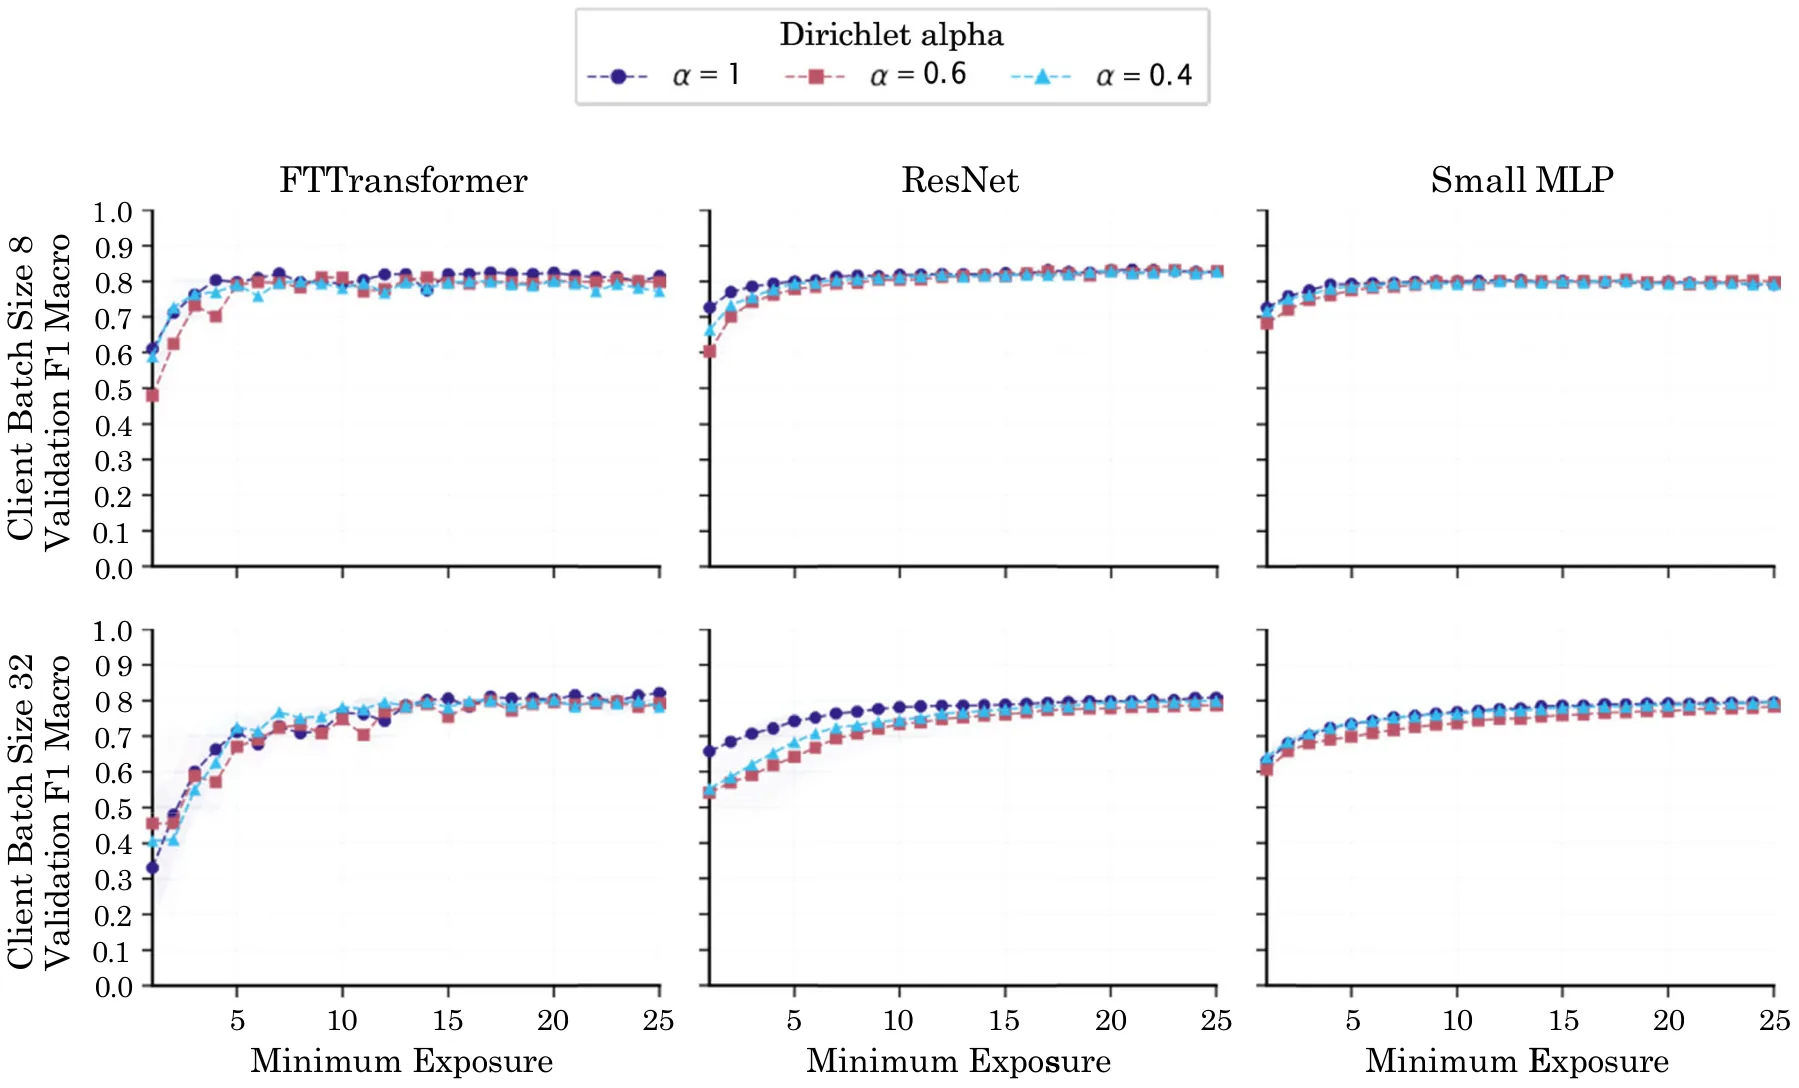 Dirichlet alpha
α = 1 α = 0.6 α = 0.4
FTTransformer ResNet Small MLP
Client Batch Size 8
Validation F1 Macro
1.0
0.9
0.8
0.7
0.6
0.5
0.4
0.3
0.2
0.1
0.0
Client Batch Size 32
Validation F1 Macro
1.0
0 9
0.8
0.7
0.6
0.5
0.4
0.3
0.2
0.1
0.0
5 10 15 20 25 5 10 15 20 25 5 10 15 20 25
Minimum Exposure Minimum Exposure Minimum Exposure